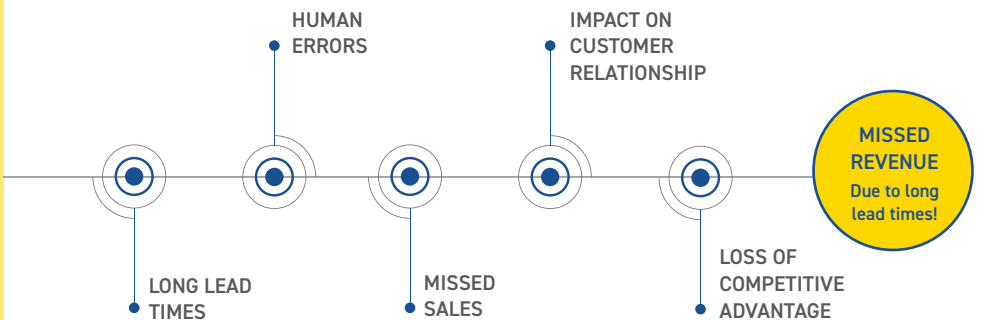 HUMAN
ERRORS
IMPACT ON
CUSTOMER
RELATIONSHIP
MISSED
REVENUE
Due to long
lead times!
LONG LEAD
TIMES
MISSED
SALES
LOSS OF
COMPETITIVE
ADVANTAGE